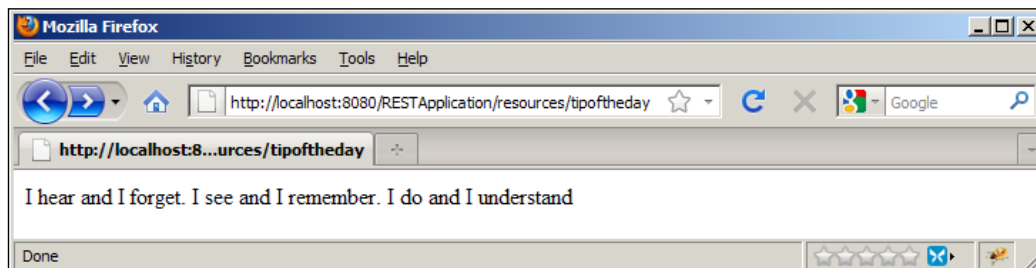 Mozilla Firefox
File Edit View History Bookmarks Tools Help
http://localhost:8080/RESTApplication/resources/tipoftheday Google
http://localhost:8...urces/tipoftheday
I hear and I forget. I see and I remember. I do and I understand
Done